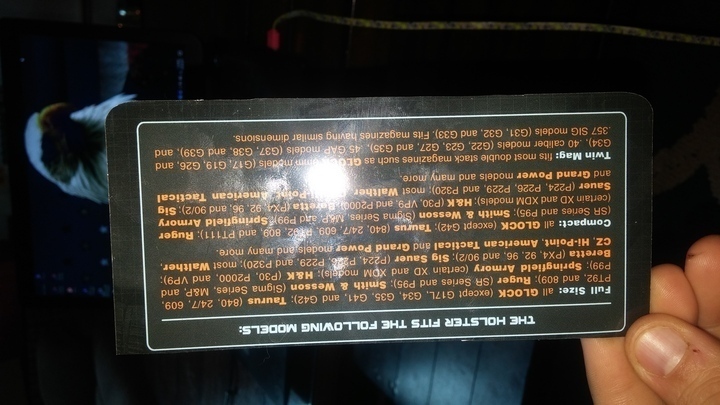 THE HOLSTER FITS THE FOLLOWING MODELS:
Full Size: all GLOCK (except G17L, G34, G35, G41, and G42); Taurus (840, 24/7, 609,
PT92, and 809); Ruger (SR Series and P95); Smith & Wesson (Sigma Series, M&P, and
P99); Springfield Armory (certain XD and XDM models); H&K (P30, P2000, and VP9);
Beretta (PX4, 92, 96, and 90/2); Sig Sauer (P224, P226, P229, and P320); most Walther,
CZ, Hi-Point, American Tactical and Grand Power models and many more.
Compact: all GLOCK (except G42); Taurus (840, 24/7, 609, PT92, 809, and PT111); Ruger
(SR Series and P95); Smith & Wesson (Sigma Series, M&P and P99); Springfield Armory
(certain XD and XDM models); H&K (P30, VP9 and P2000); Beretta (PX4, 92, 96 and 90/2); Sig
Sauer (P224, P226, P229, and P320); most Walther, Hi-Point, American Tactical
and Grand Power models and many more.
Twin Mag: fits most double stack magazines such as GLOCK 9mm models (G17, G19, G26, and
G34), .40 caliber models (G22, G23, G27, and G35), .45 GAP models (G37, G38, and G39) and
.357 SIG models (G31, G32 and G33). Fits magazines having similar dimensions.